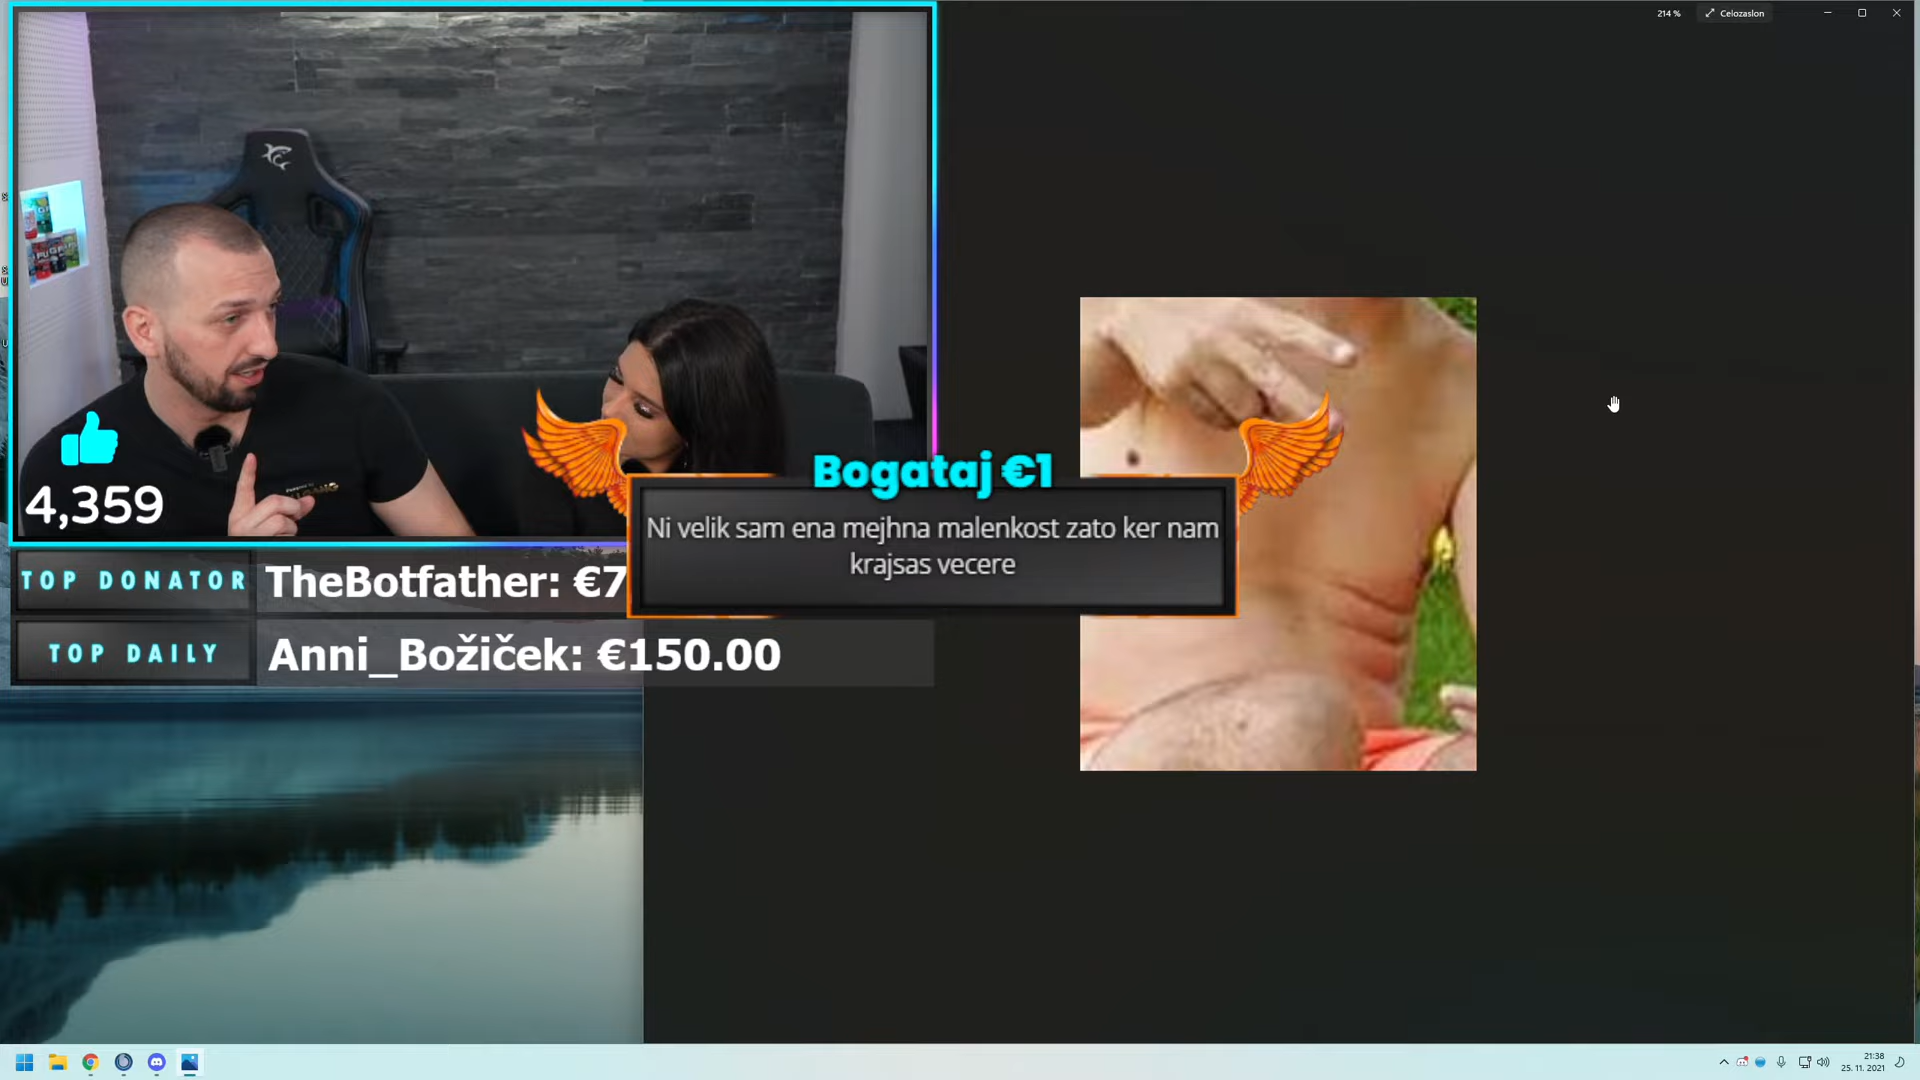 214 %
Celozaslon
4,359
Bogataj €1
Ni velik sam ena mejhna malenkost zato ker nam
krajsas vecere
TOP DONATOR
TheBotfather: €7
TOP DAILY
Anni_Božiček: €150.00
21:38
25. 11. 2021